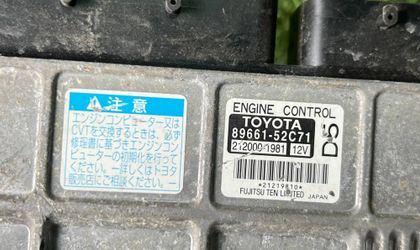 注意
エンジンコンピューター又は
CVTを交換するときは、必ず
修理書に基づきエンジンコン
ピューターの初期化を行って
ください。－詳しくはトヨタ
販売店にご相談ください－
ENGINE CONTROL
TOYOTA
89661-52C71
212000-1981 12V
D5
*21219810*
FUJITSU TEN LIMITED JAPAN